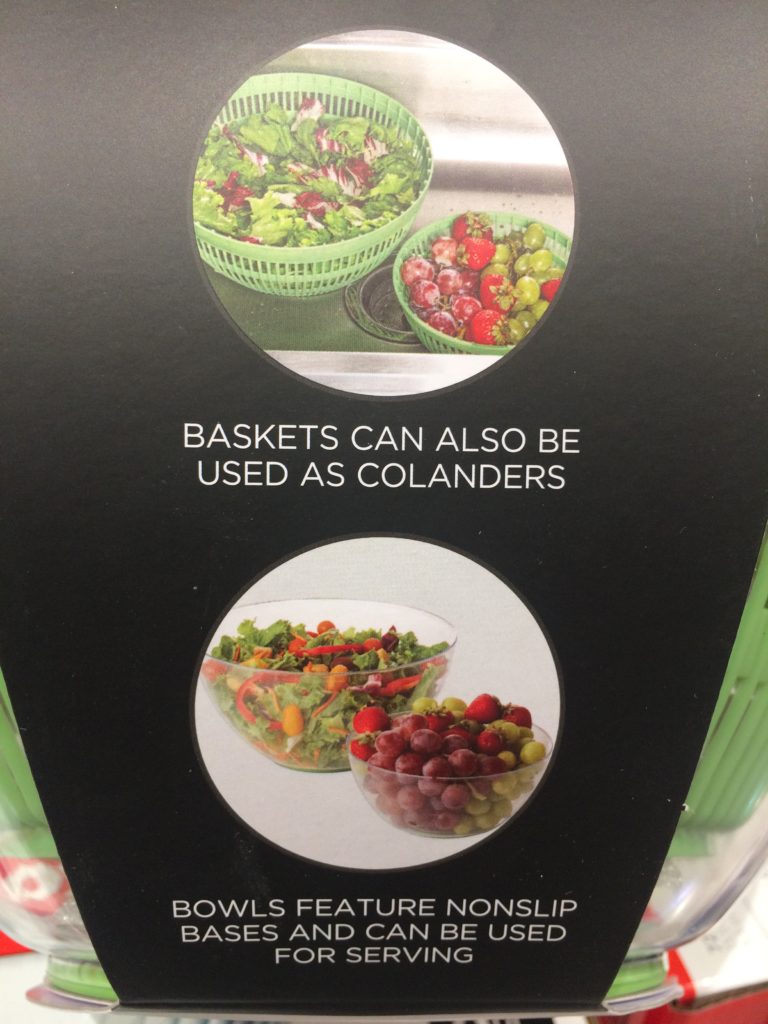 BASKETS CAN ALSO BE
USED AS COLANDERS
BOWLS FEATURE NONSLIP
BASES AND CAN BE USED
FOR SERVING